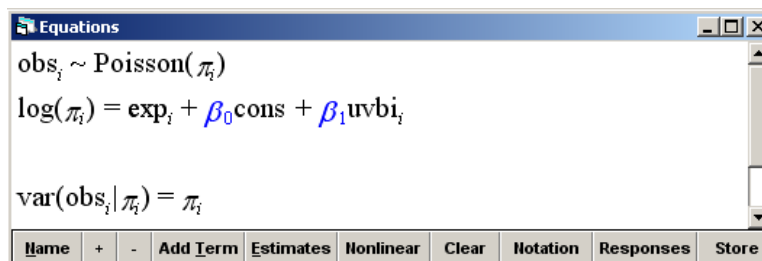 Equations
obsᵢ ~ Poisson(πᵢ)
log(πᵢ) = expᵢ + β₀cons + β₁uvbiᵢ
var(obsᵢ|πᵢ) = πᵢ
Name + - Add Term Estimates Nonlinear Clear Notation Responses Store